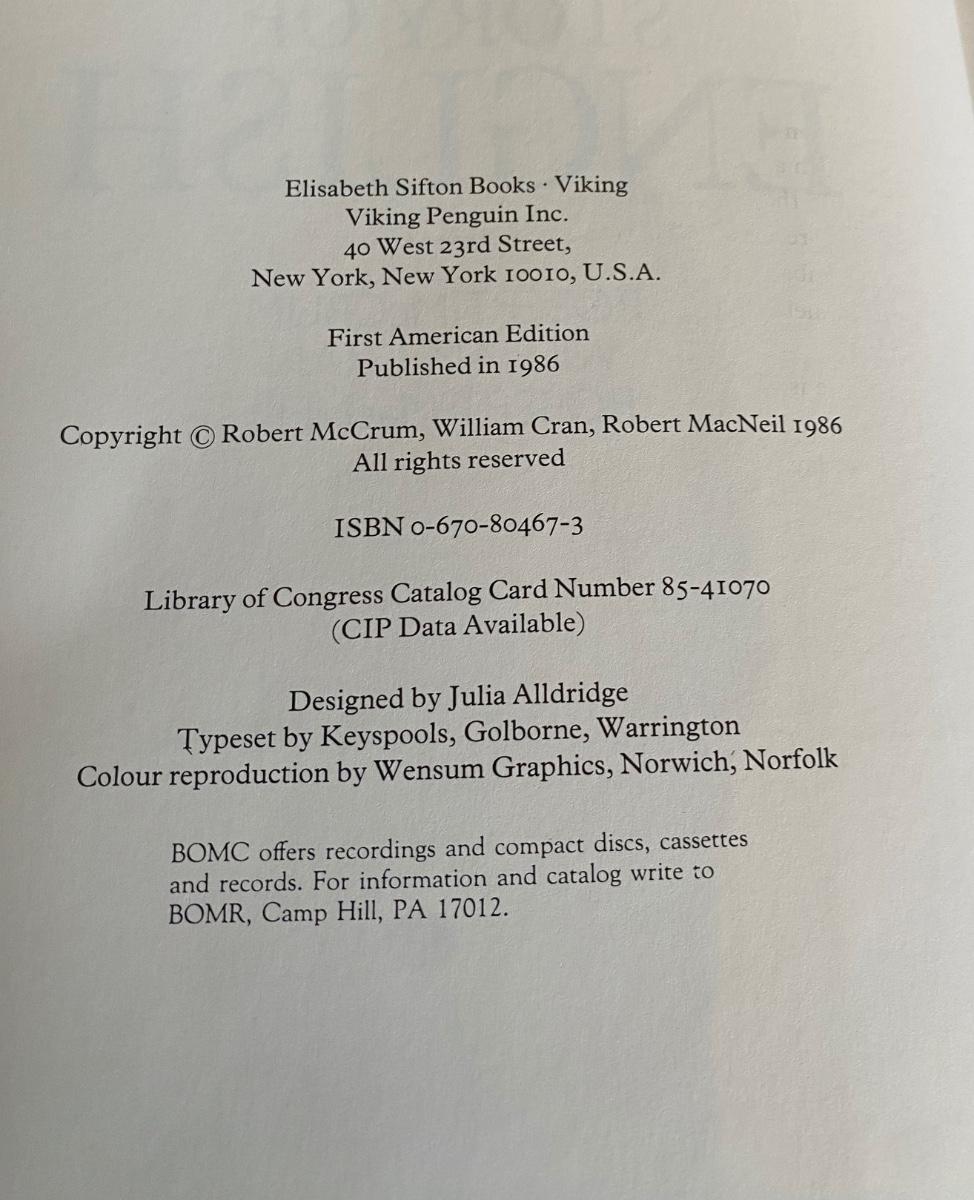 STORY OF
ENGLISH
Elisabeth Sifton Books · Viking
Viking Penguin Inc.
40 West 23rd Street,
New York, New York 10010, U.S.A.
First American Edition
Published in 1986
Copyright © Robert McCrum, William Cran, Robert MacNeil 1986
All rights reserved
ISBN 0-670-80467-3
Library of Congress Catalog Card Number 85-41070
(CIP Data Available)
Designed by Julia Alldridge
Typeset by Keyspools, Golborne, Warrington
Colour reproduction by Wensum Graphics, Norwich, Norfolk
BOMC offers recordings and compact discs, cassettes
and records. For information and catalog write to
BOMR, Camp Hill, PA 17012.